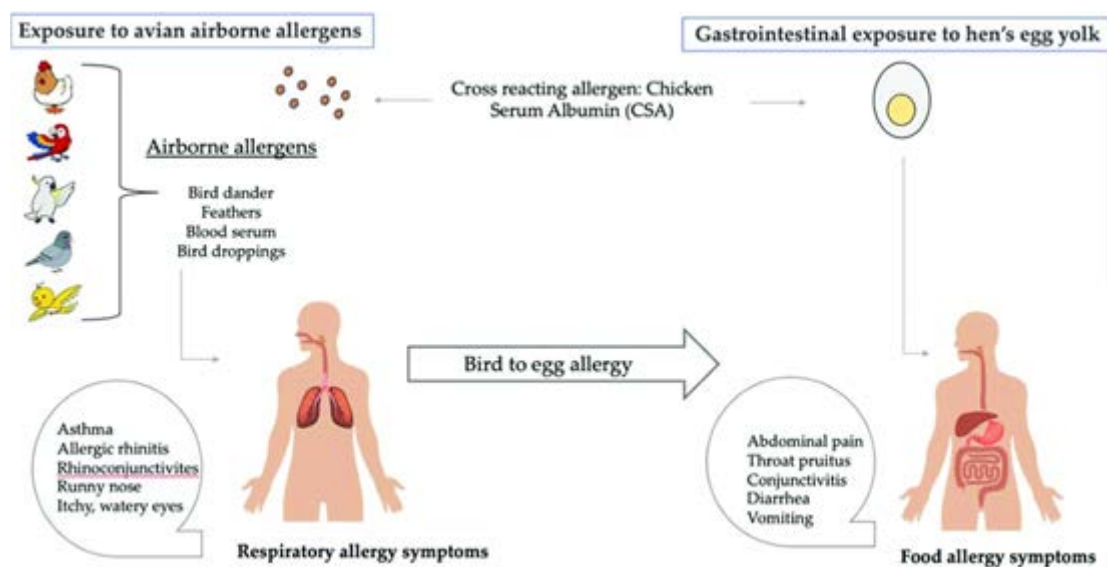 Exposure to avian airborne allergens
Gastrointestinal exposure to hen's egg yolk
Cross reacting allergen: Chicken
Serum Albumin (CSA)
Airborne allergens
Bird dander
Feathers
Blood serum
Bird droppings
Bird to egg allergy
Asthma
Allergic rhinitis
Rhinoconjunctivites
Runny nose
Itchy, watery eyes
Respiratory allergy symptoms
Abdominal pain
Throat pruitus
Conjunctivitis
Diarrhea
Vomiting
Food allergy symptoms